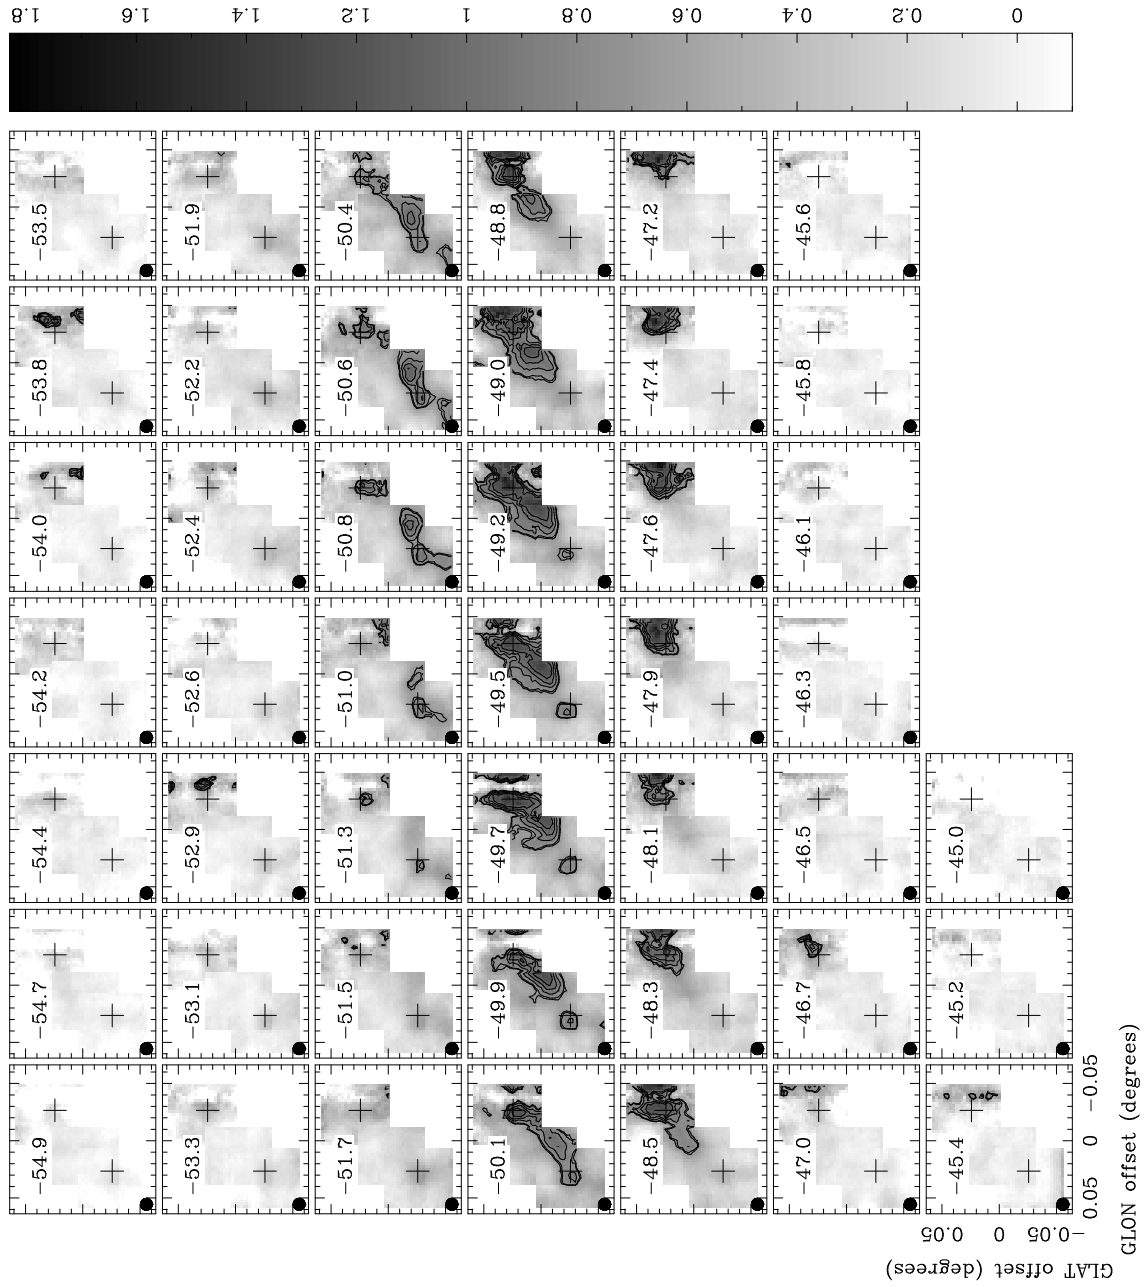 −54.9 −54.7 −54.4 −54.2 −54.0 −53.8 −53.5
−53.3 −53.1 −52.9 −52.6 −52.4 −52.2 −51.9
−51.7 −51.5 −51.3 −51.0 −50.8 −50.6 −50.4
−50.1 −49.9 −49.7 −49.5 −49.2 −49.0 −48.8
−48.5 −48.3 −48.1 −47.9 −47.6 −47.4 −47.2
−47.0 −46.7 −46.5 −46.3 −46.1 −45.8 −45.6
−45.4 −45.2 −45.0
0.05 0 −0.05
GLON offset (degrees)
0.05
0
−0.05
GLAT offset (degrees)
1.8
1.6
1.4
1.2
1
0.8
0.6
0.4
0.2
0